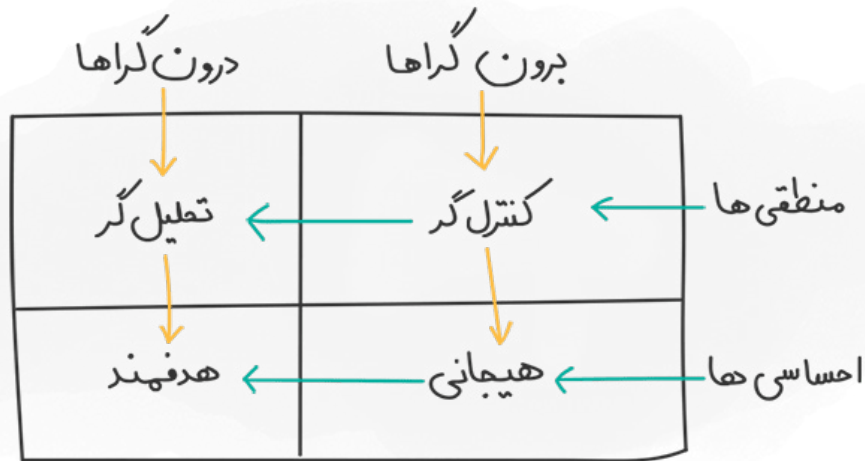 برون گراها
درون گراها
منطقی ها
کنترل گر
تحلیل گر
احساسی ها
هیجانی
هدفمند